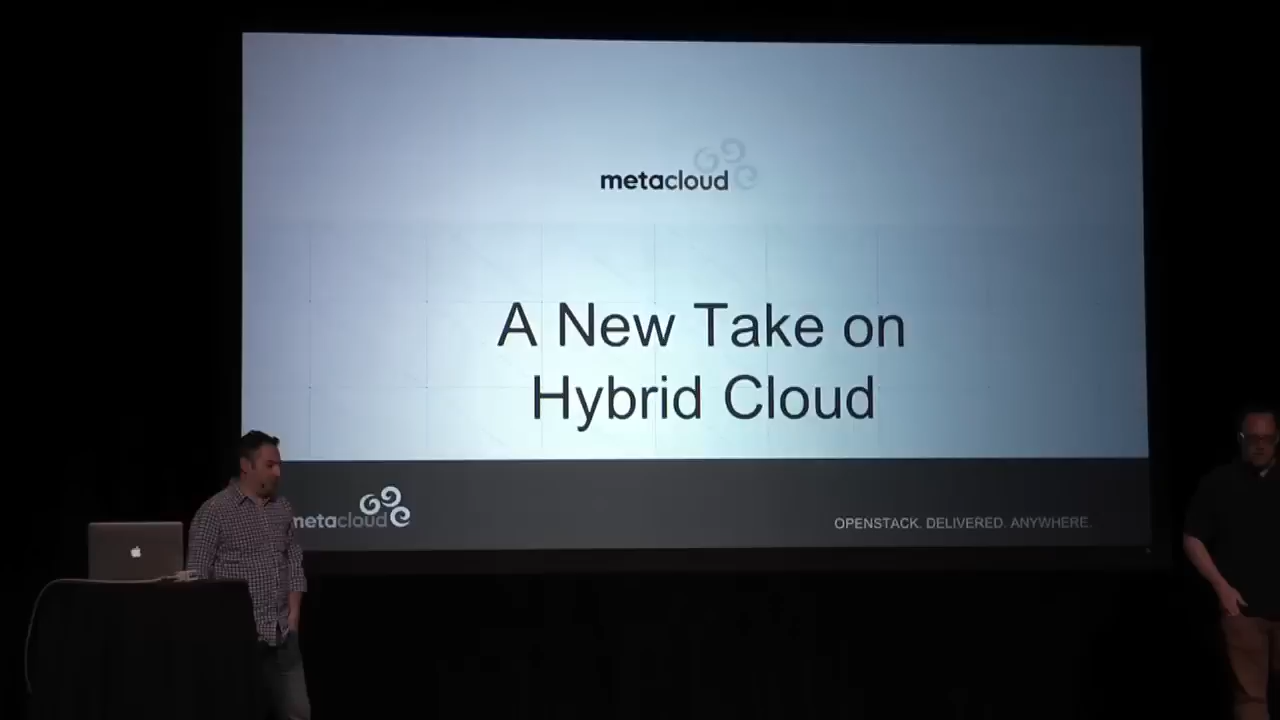 metacloud
A New Take on
Hybrid Cloud
metacloud
OPENSTACK. DELIVERED. ANYWHERE.